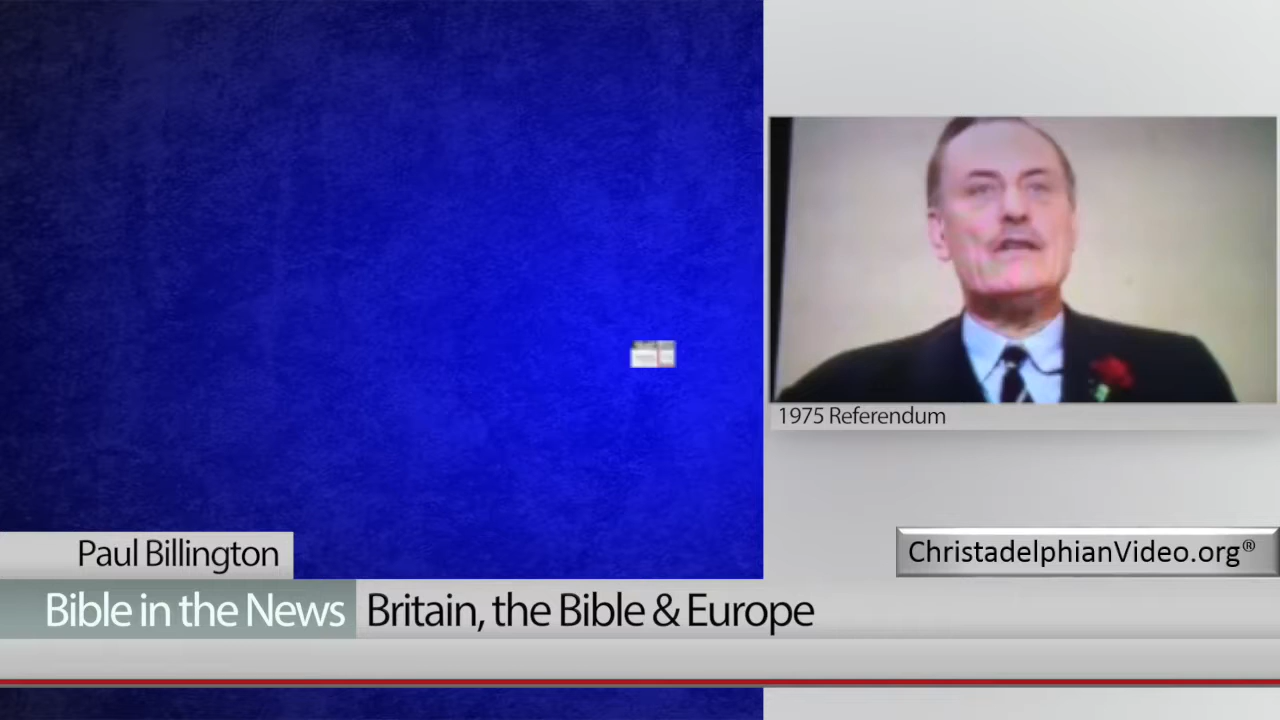 1975 Referendum
ChristadelphianVideo.org®
Paul Billington
Bible in the News
Britain, the Bible & Europe